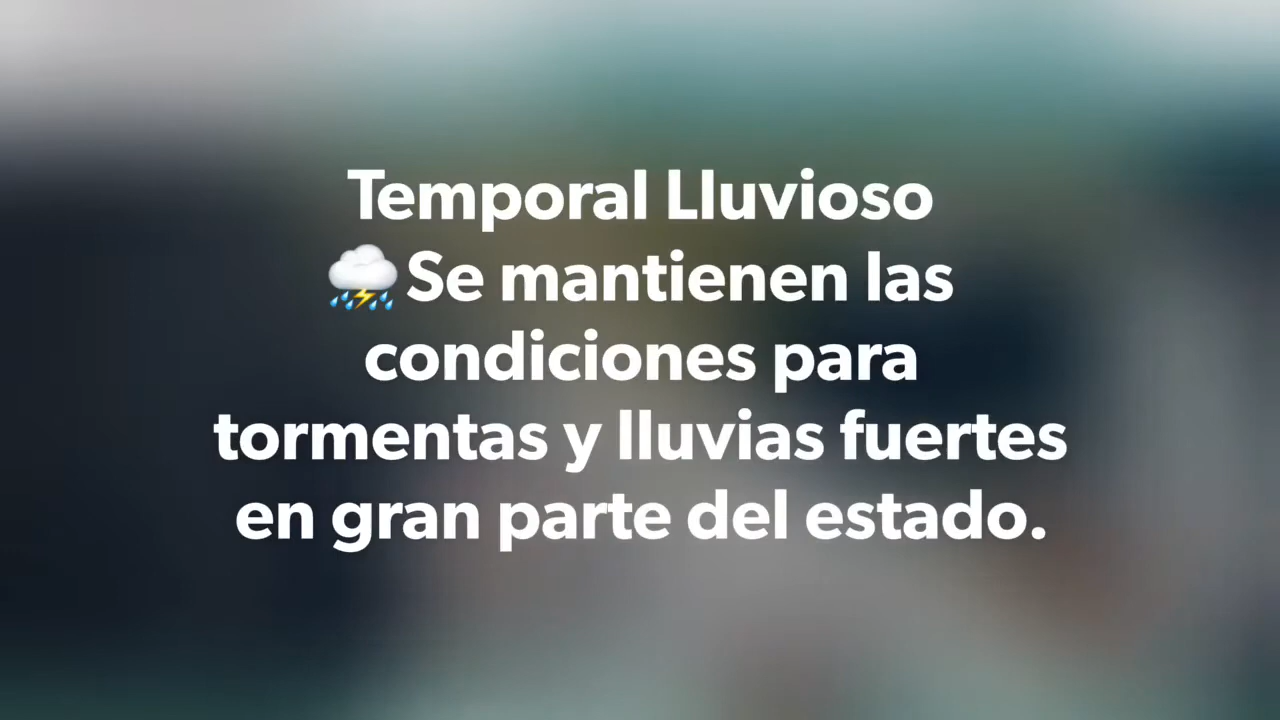 Temporal Lluvioso
⛈️Se mantienen las
condiciones para
tormentas y lluvias fuertes
en gran parte del estado.